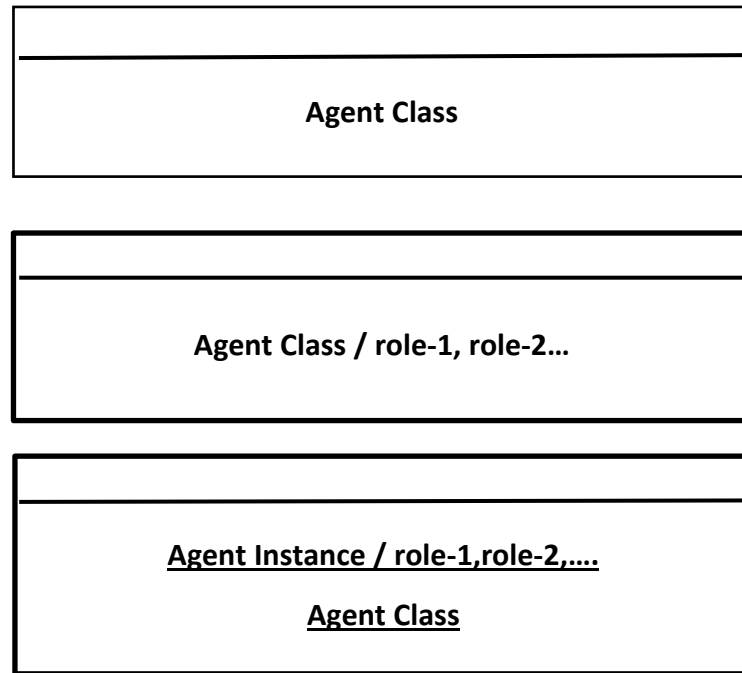 Agent Class
Agent Class / role-1, role-2…
Agent Instance / role-1,role-2,….
Agent Class